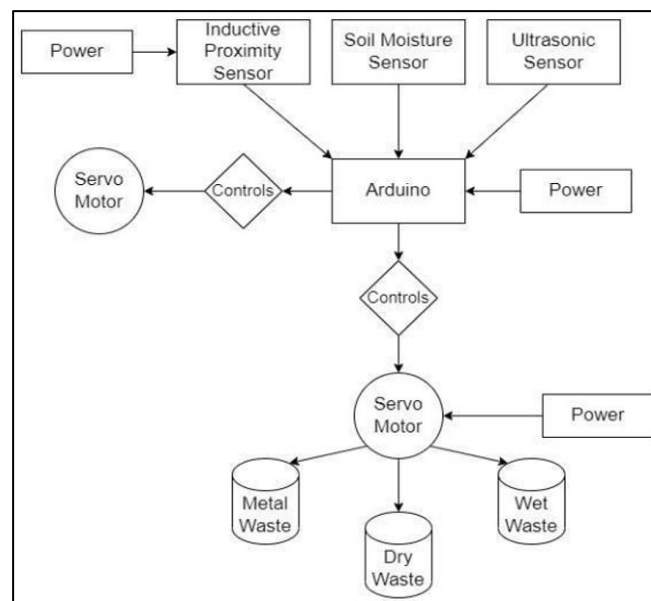 Power
Inductive
Proximity
Sensor
Soil Moisture
Sensor
Ultrasonic
Sensor
Servo
Motor
Controls
Arduino
Power
Controls
Servo
Motor
Power
Metal
Waste
Dry
Waste
Wet
Waste